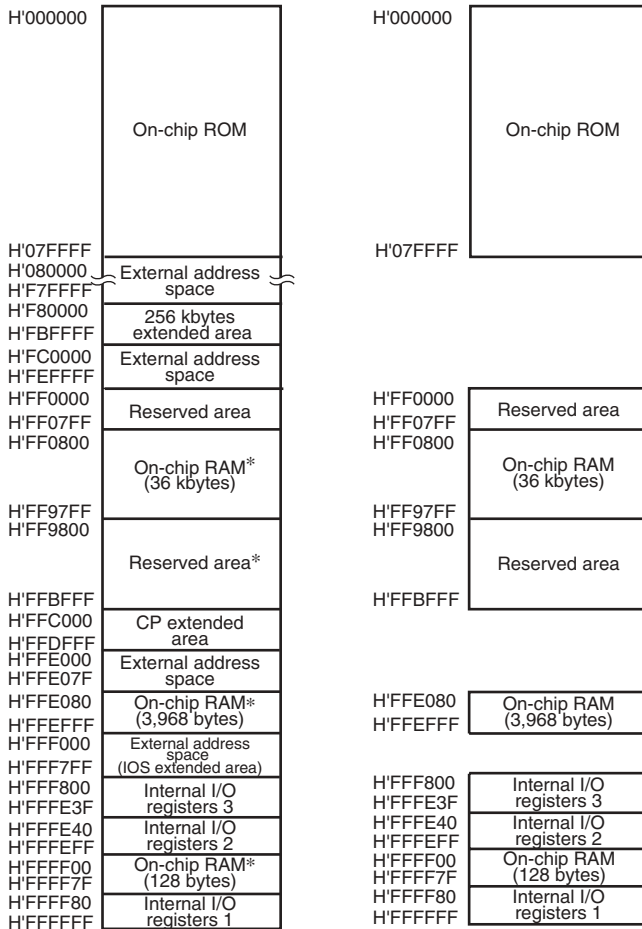 H'000000
On-chip ROM
H'07FFFF
H'080000
External address
space
H'F7FFFF
H'F80000
256 kbytes
extended area
H'FBFFFF
H'FC0000
External address
space
H'FEFFFF
H'FF0000
Reserved area
H'FF07FF
H'FF0800
On-chip RAM*
(36 kbytes)
H'FF97FF
H'FF9800
Reserved area*
H'FFBFFF
H'FFC000
CP extended
area
H'FFDFFF
H'FFE000
External address
space
H'FFE07F
H'FFE080
On-chip RAM*
(3,968 bytes)
H'FFEFFF
H'FFF000
External address
space
(IOS extended area)
H'FFF7FF
H'FFF800
Internal I/O
registers 3
H'FFFE3F
H'FFFE40
Internal I/O
registers 2
H'FFFEFF
H'FFFF00
On-chip RAM*
(128 bytes)
H'FFFF7F
H'FFFF80
Internal I/O
registers 1
H'FFFFFF
H'000000
On-chip ROM
H'07FFFF
H'FF0000
Reserved area
H'FF07FF
H'FF0800
On-chip RAM
(36 kbytes)
H'FF97FF
H'FF9800
Reserved area
H'FFBFFF
H'FFE080
On-chip RAM
(3,968 bytes)
H'FFEFFF
H'FFF800
Internal I/O
registers 3
H'FFFE3F
H'FFFE40
Internal I/O
registers 2
H'FFFEFF
H'FFFF00
On-chip RAM
(128 bytes)
H'FFFF7F
H'FFFF80
Internal I/O
registers 1
H'FFFFFF